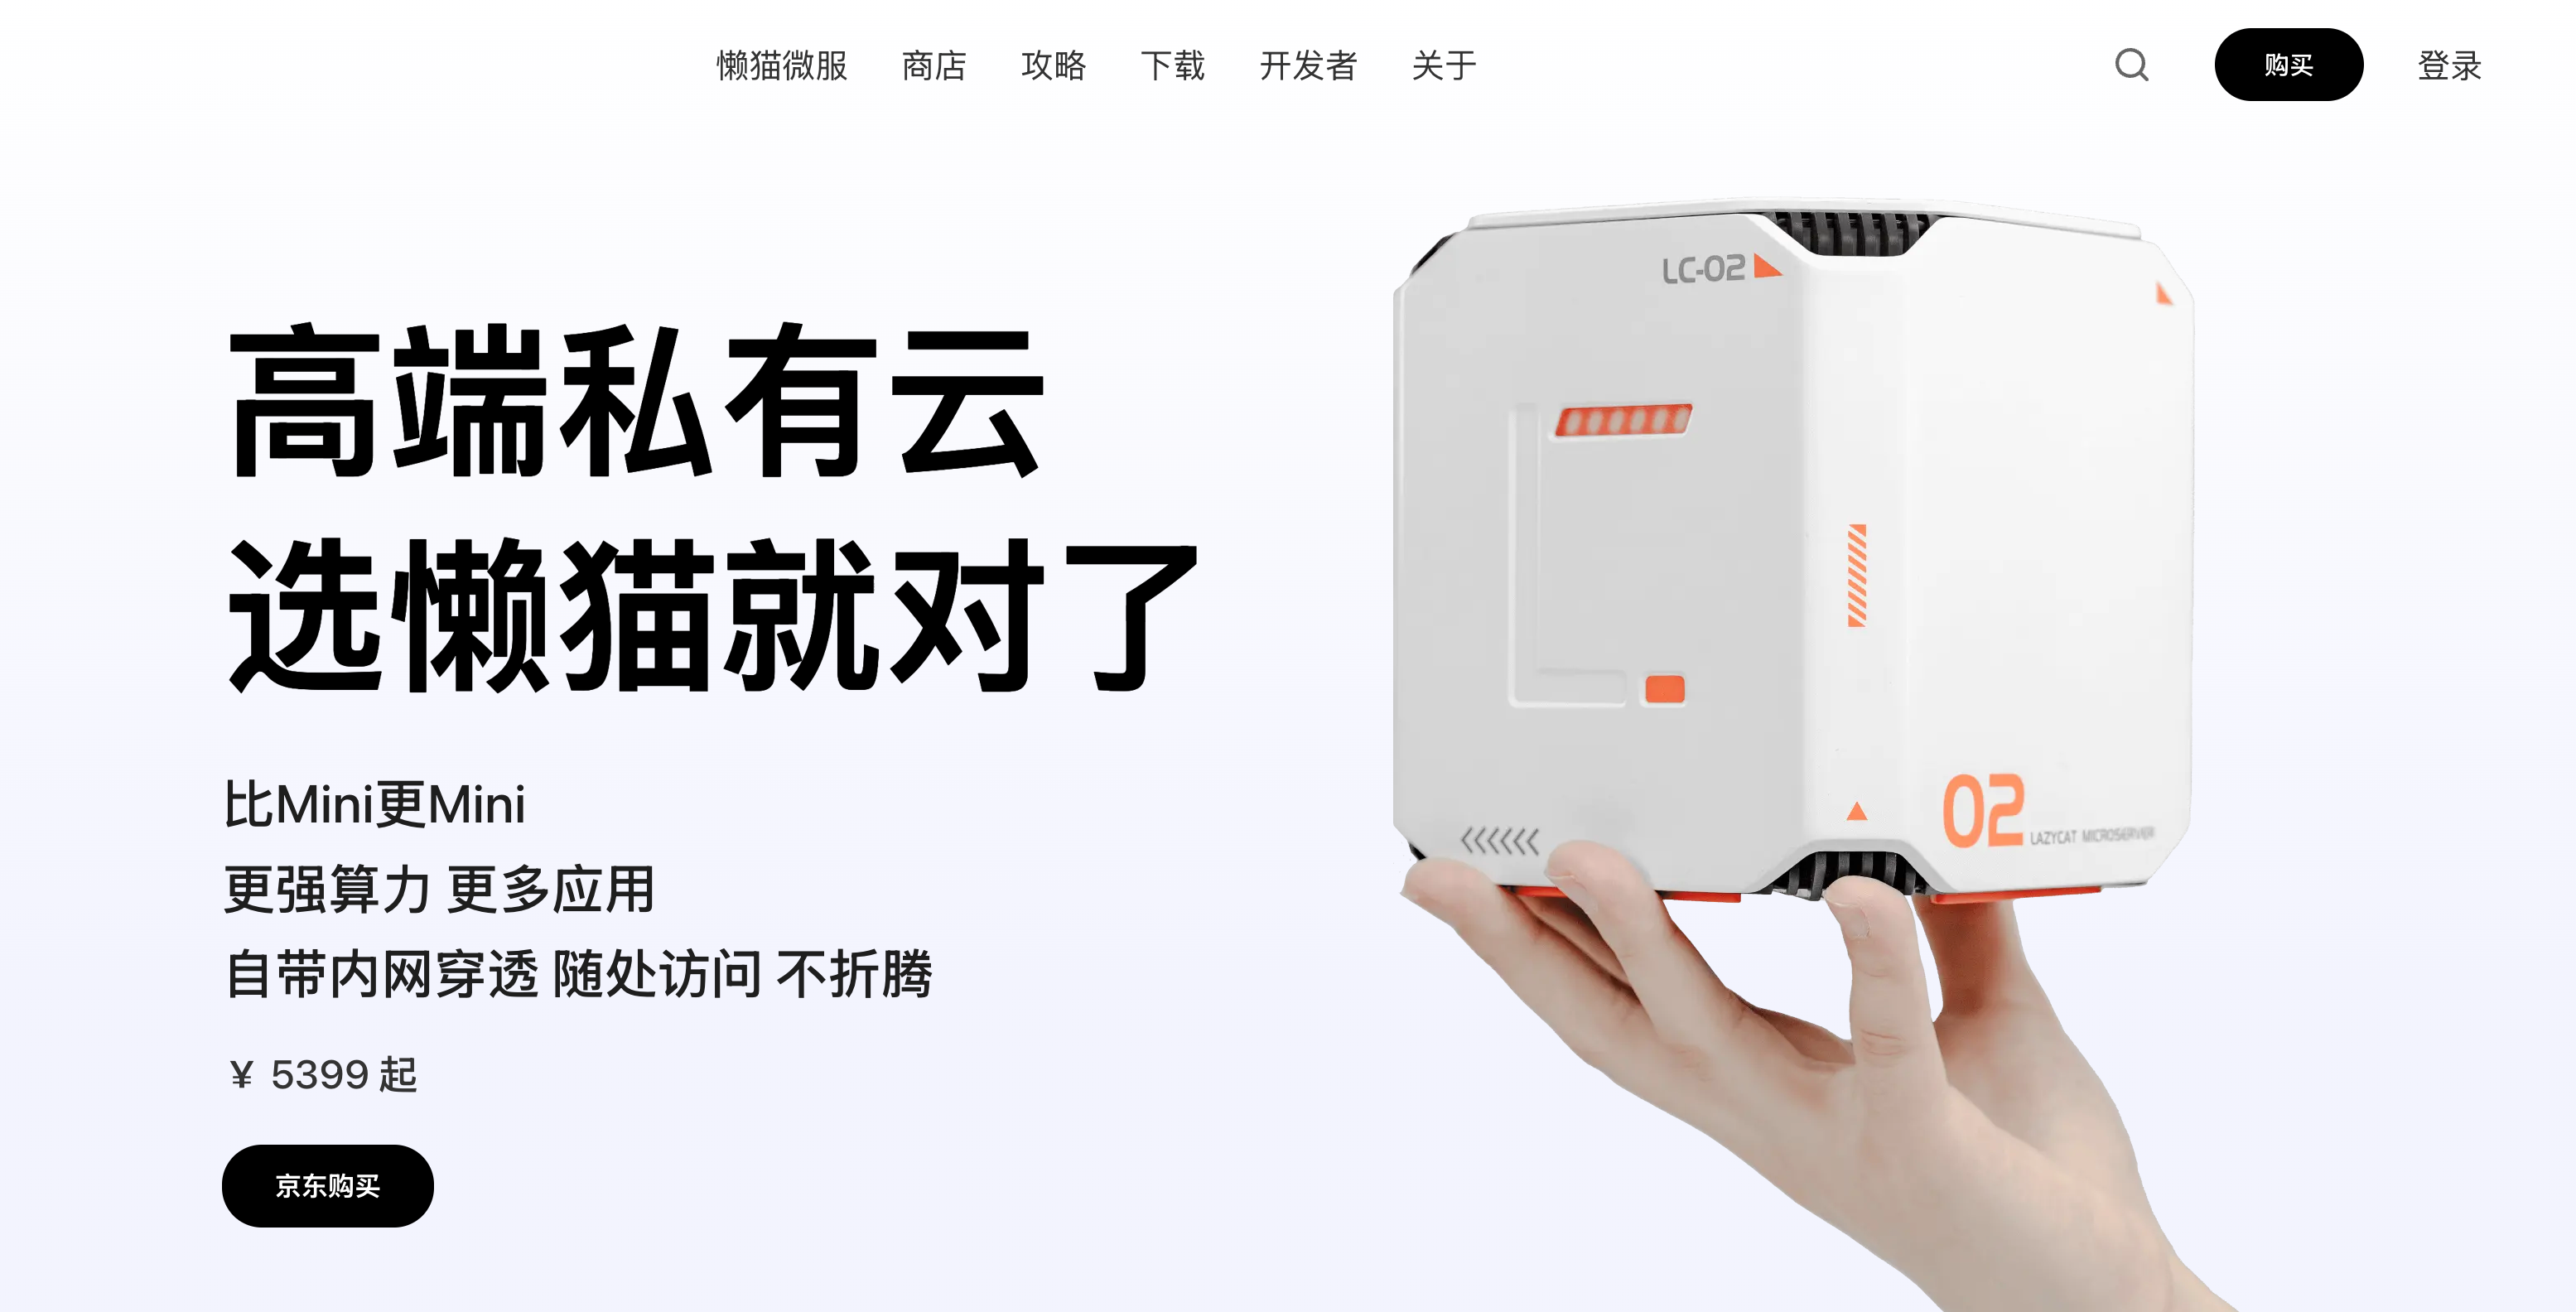 懒猫微服 商店 攻略 下载 开发者 关于 购买 登录
高端私有云
选懒猫就对了
比Mini更Mini
更强算力 更多应用
自带内网穿透 随处访问 不折腾
￥ 5399 起
京东购买
LC-02
02 LAZYCAT MICROSERVER